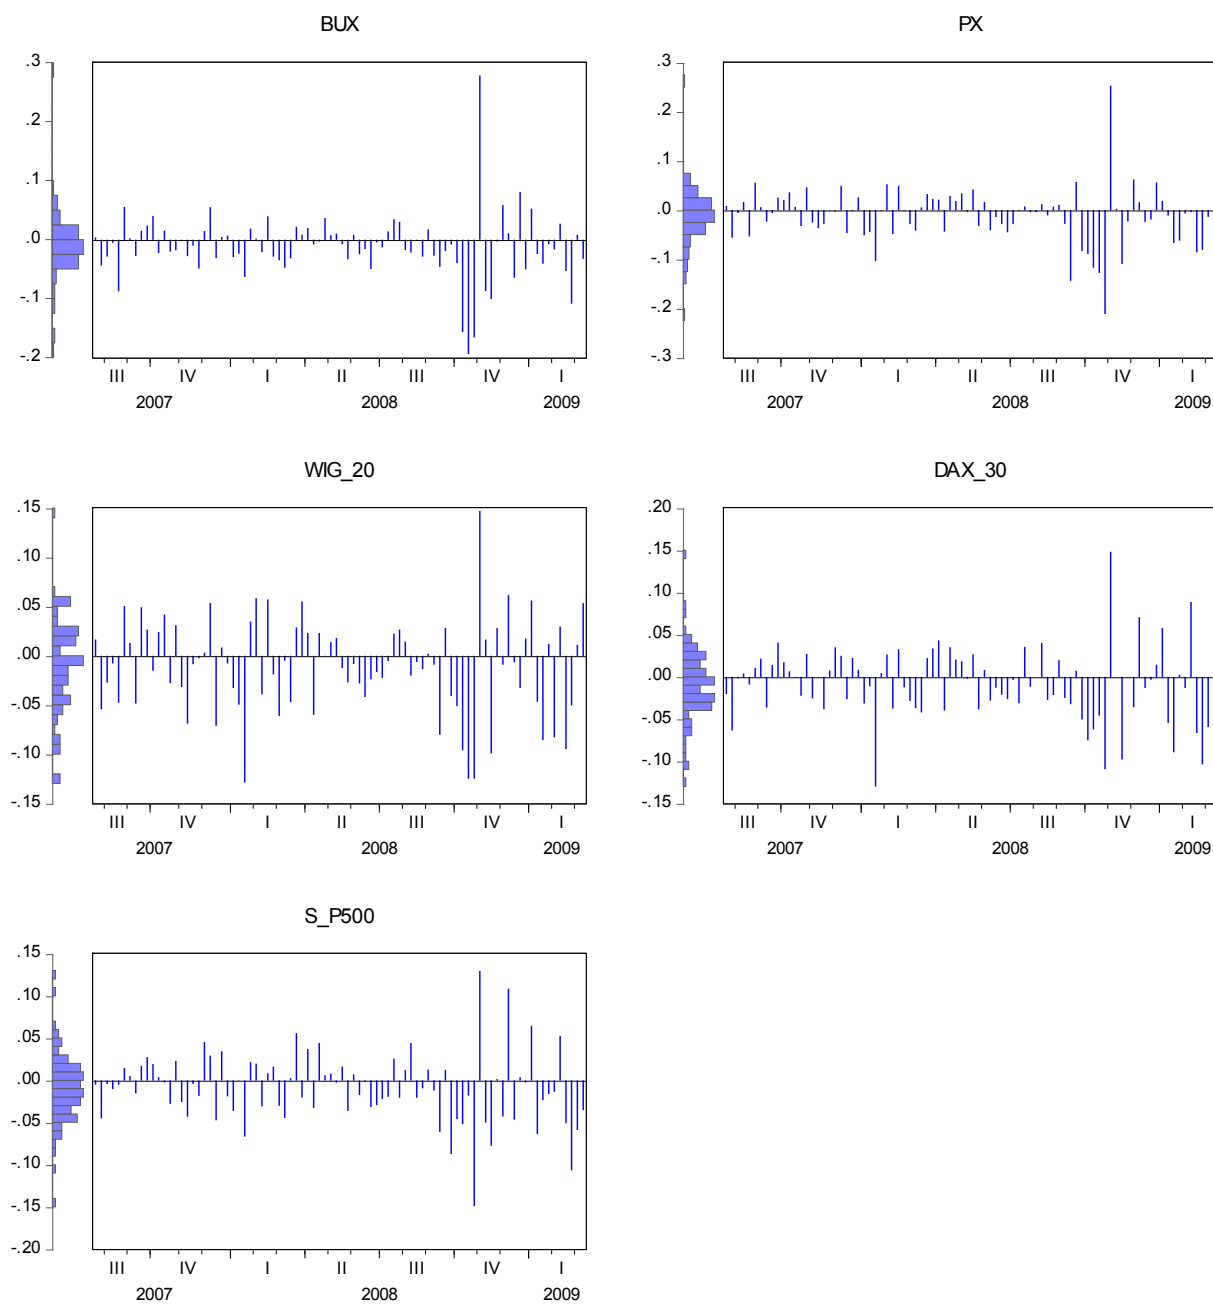 BUX
.3
.2
.1
.0
-.1
-.2
III IV I II III IV I
2007 2008 2009
PX
.3
.2
.1
.0
-.1
-.2
-.3
III IV I II III IV I
2007 2008 2009
WIG_20
.15
.10
.05
.00
-.05
-.10
-.15
III IV I II III IV I
2007 2008 2009
DAX_30
.20
.15
.10
.05
.00
-.05
-.10
-.15
III IV I II III IV I
2007 2008 2009
S_P500
.15
.10
.05
.00
-.05
-.10
-.15
-.20
III IV I II III IV I
2007 2008 2009